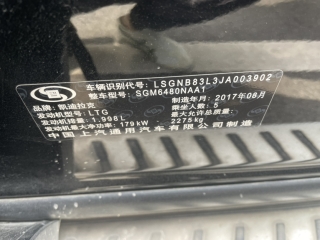 车辆识别代号: LSGNB83L3JA003902
整车型号: SGM6480NAA1
品牌: 凯迪拉克 制造年月: 2017年08月
发动机型号: LTG 乘坐人数: 5
发动机排量: 1.998L 最大允许总质量:
发动机最大净功率: 179kW 2275kg
中国 上汽通用汽车有限公司 制造